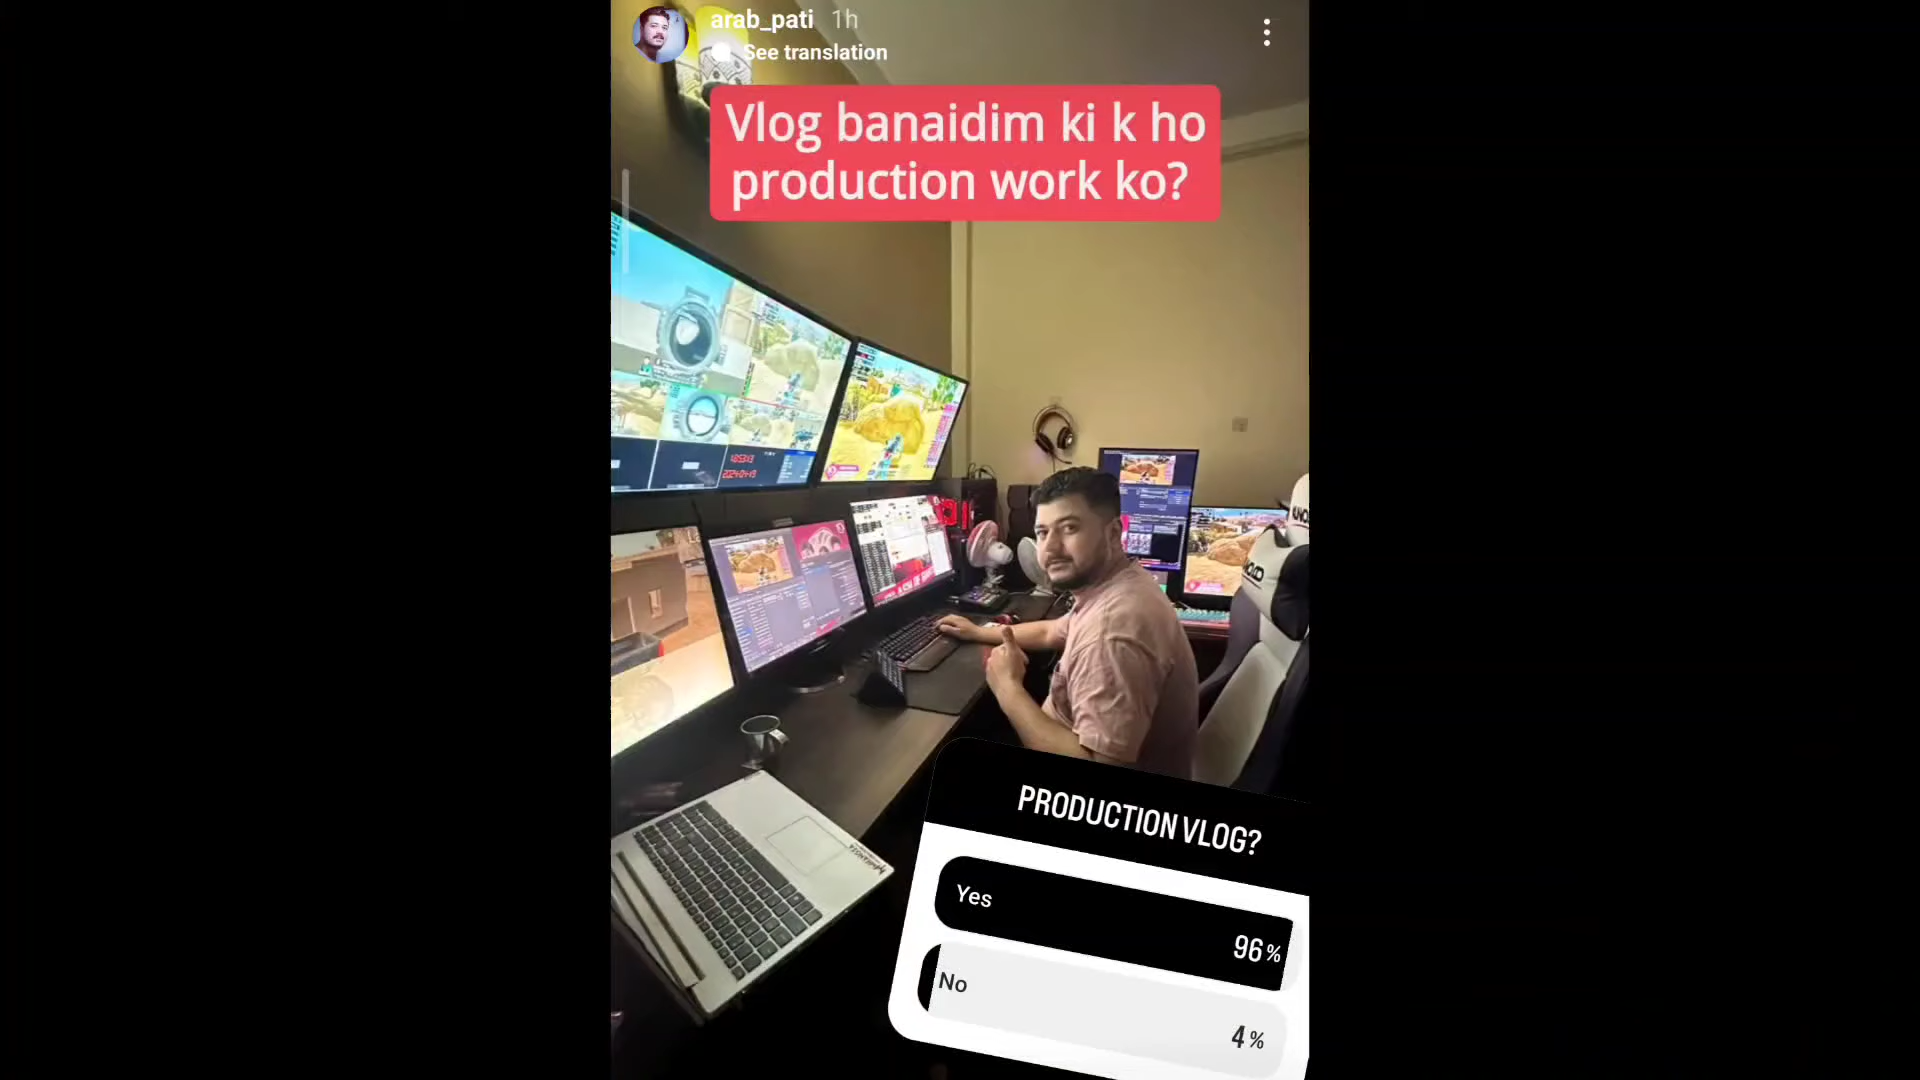 arab_pati 1h
See translation
Vlog banaidim ki k ho
production work ko?
PRODUCTION VLOG?
Yes
96%
No
4%